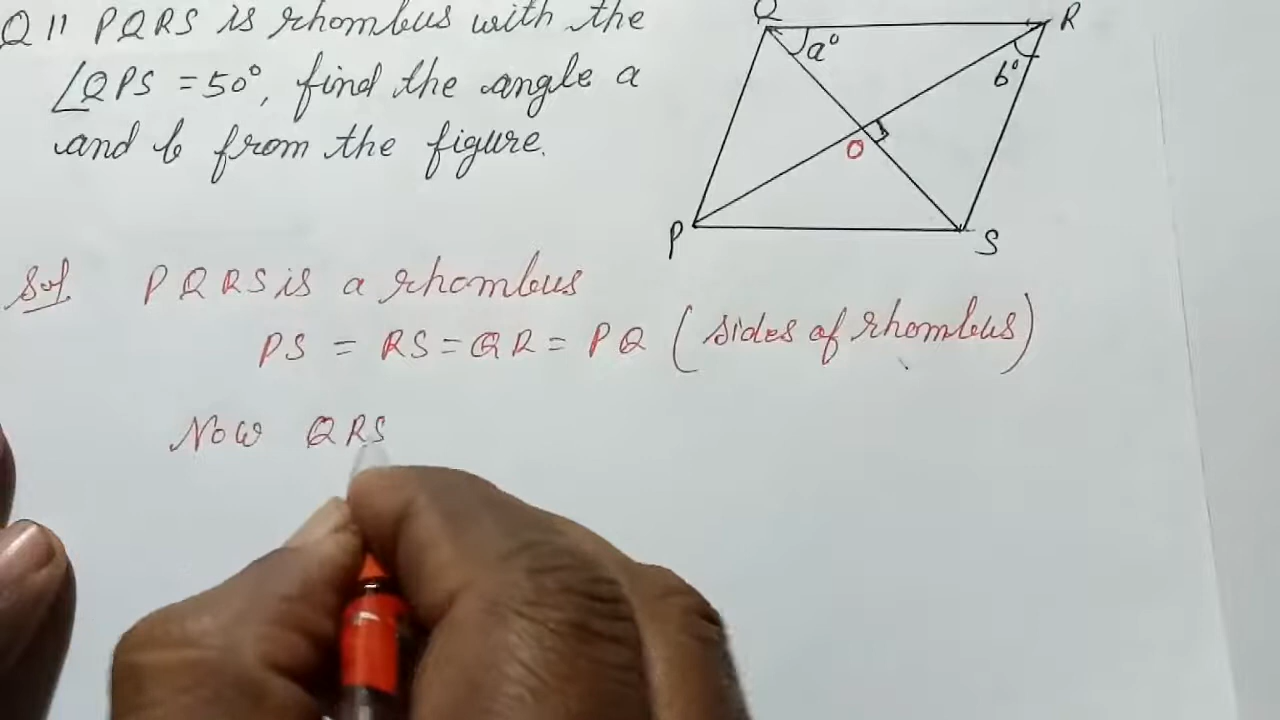 Q 11 PQRS is rhombus with the
∠QPS = 50°, find the angle a
and b from the figure.
Q
R
a°
b°
O
P
S
Sol. PQRS is a rhombus
PS = RS = QR = PQ (sides of rhombus)
Now QRS